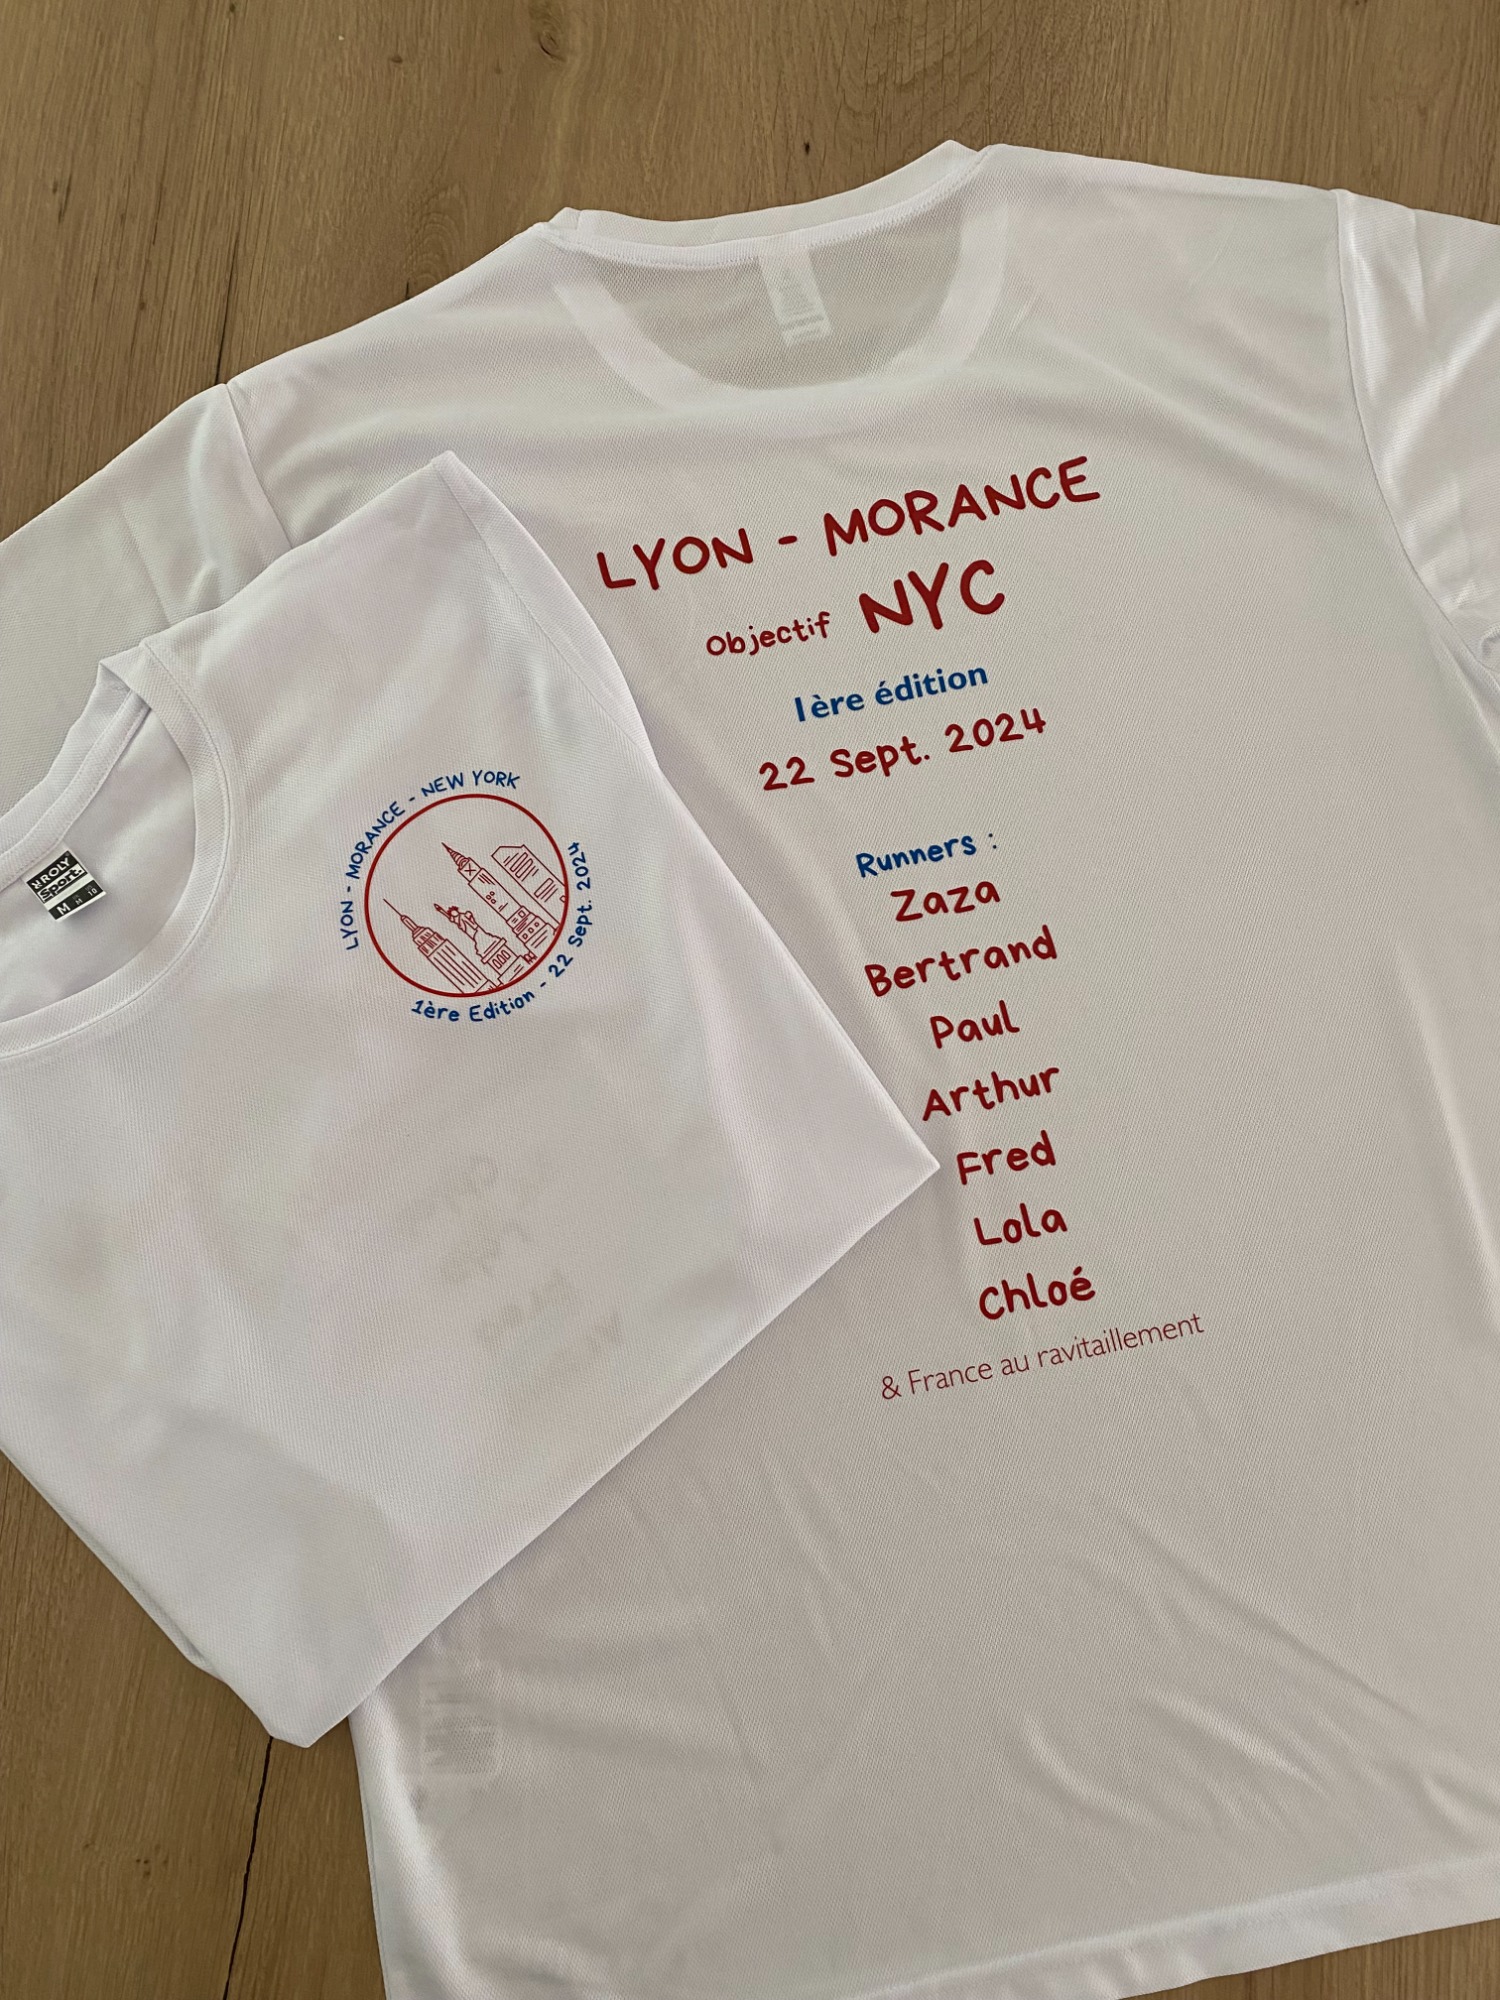 LYON - MORANCE
Objectif NYC
1ère édition
22 Sept. 2024
Runners :
Zaza
Bertrand
Paul
Arthur
Fred
Lola
Chloé
& France au ravitaillement
LYON - MORANCE - NEW YORK
1ère Edition - 22 Sept. 2024
ROLY
Sport
M